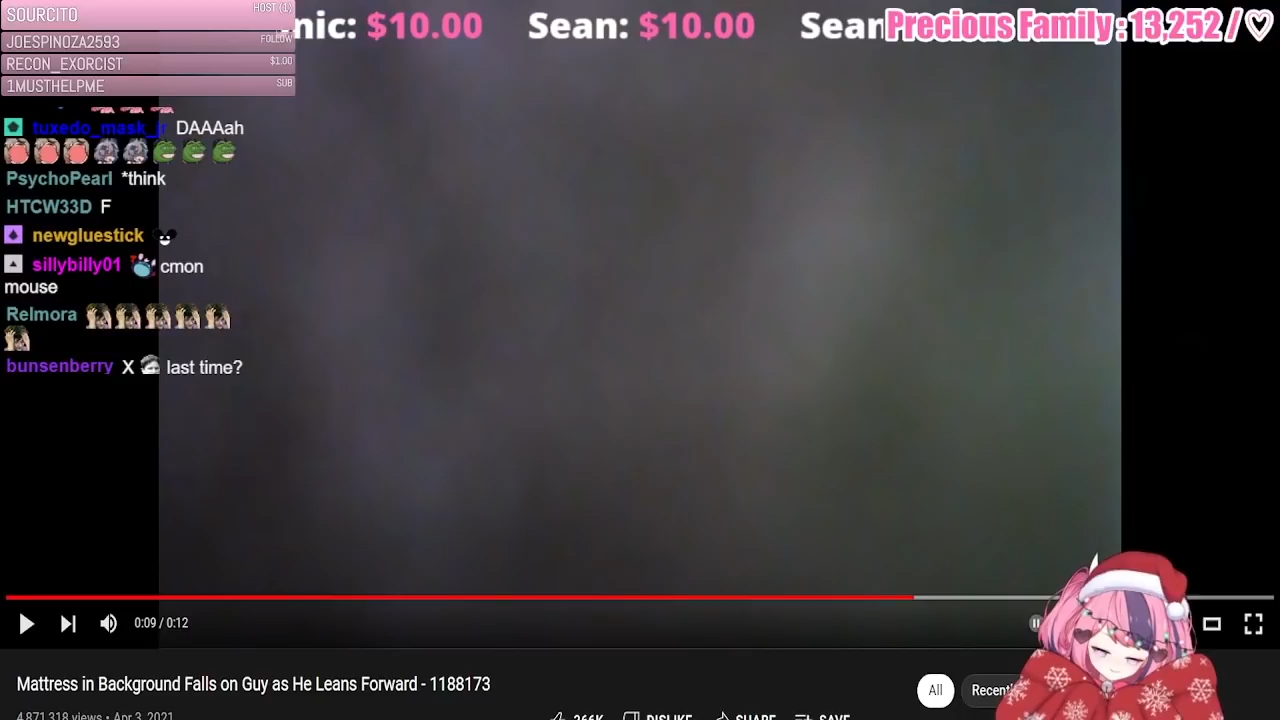 SOURCITO HOST (1)
JOESPINOZA2593 FOLLOW
RECON_EXORCIST $1.00
1MUSTHELPME SUB
nic: $10.00 Sean: $10.00 Sean
Precious Family : 13,252 / ♡
tuxedo_mask_jr DAAAah
PsychoPearl *think
HTCW33D F
newgluestick
sillybilly01 cmon
mouse
Relmora
bunsenberry X last time?
0:09 / 0:12
Mattress in Background Falls on Guy as He Leans Forward - 1188173
All Recent
4,871,318 views • Apr 3, 2021
266K DISLIKE SHARE SAVE